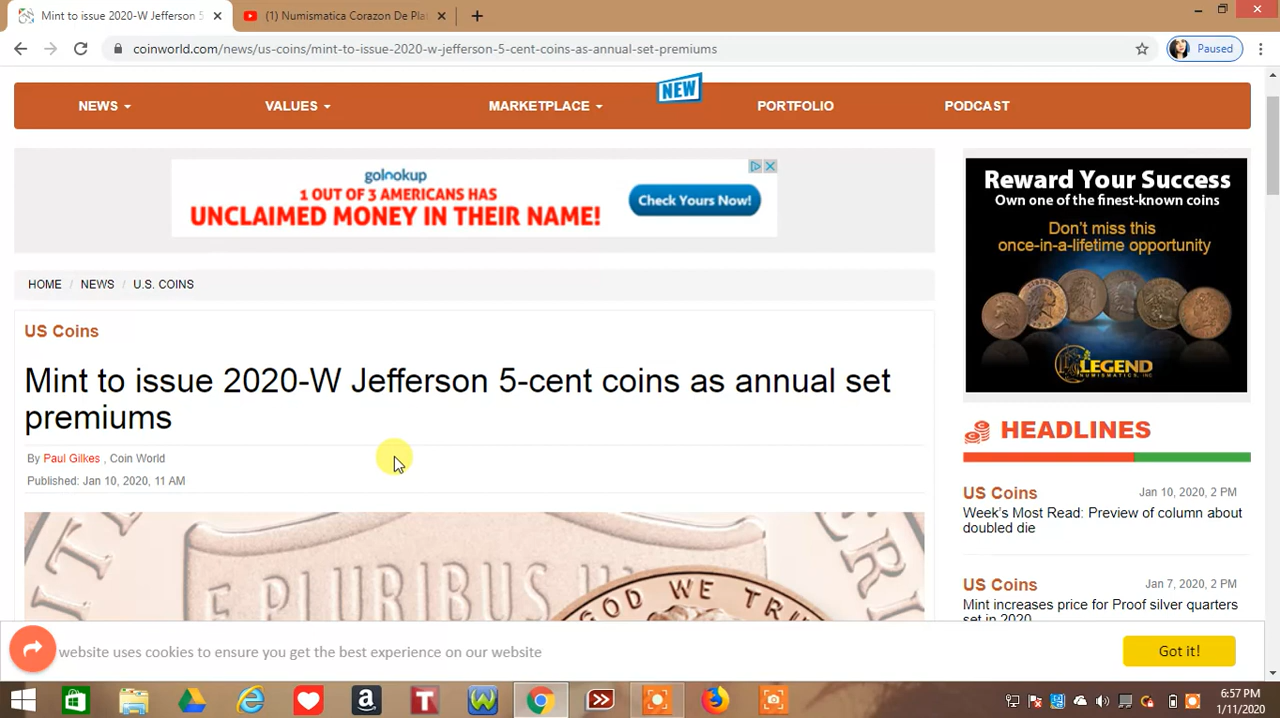 Mint to issue 2020-W Jefferson 5
(1) Numismatica Corazon De Pla
coinworld.com/news/us-coins/mint-to-issue-2020-w-jefferson-5-cent-coins-as-annual-set-premiums
Paused
NEWS
VALUES
MARKETPLACE
NEW
PORTFOLIO
PODCAST
golookup
1 OUT OF 3 AMERICANS HAS
UNCLAIMED MONEY IN THEIR NAME!
Check Yours Now!
Reward Your Success
Own one of the finest-known coins
Don't miss this
once-in-a-lifetime opportunity
LEGEND
NUMISMATICS, INC
HOME / NEWS / U.S. COINS
US Coins
Mint to issue 2020-W Jefferson 5-cent coins as annual set
premiums
By Paul Gilkes , Coin World
Published: Jan 10, 2020, 11 AM
E PLURIBUS U
GOD WE TRU
HEADLINES
US Coins Jan 10, 2020, 2 PM
Week's Most Read: Preview of column about
doubled die
US Coins Jan 7, 2020, 2 PM
Mint increases price for Proof silver quarters
set in 2020
website uses cookies to ensure you get the best experience on our website
Got it!
6:57 PM
1/11/2020